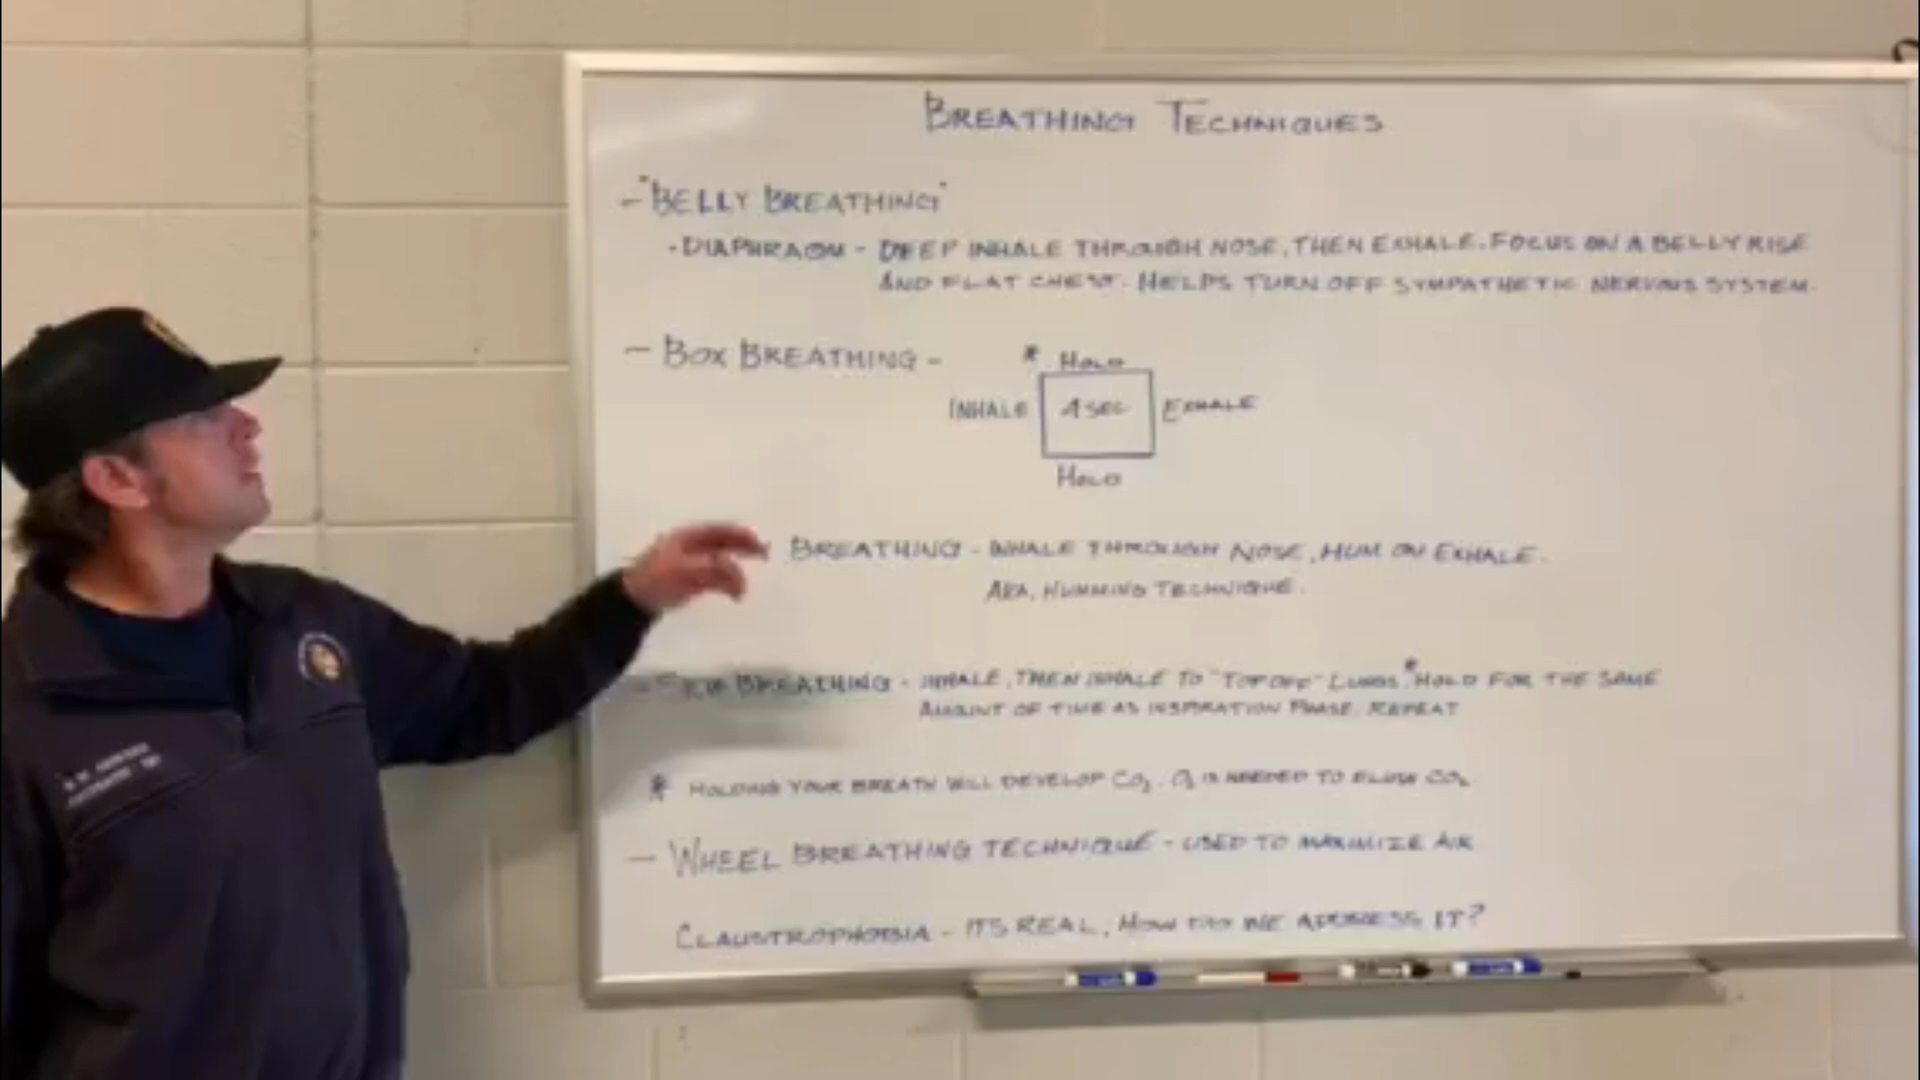 BREATHING TECHNIQUES
- "BELLY BREATHING"
- DIAPHRAGM - DEEP INHALE THROUGH NOSE, THEN EXHALE. FOCUS ON A BELLY RISE
AND FLAT CHEST. HELPS TURN OFF SYMPATHETIC NERVOUS SYSTEM.
- BOX BREATHING -
* HOLD
INHALE 4 SEC EXHALE
HOLD
BREATHING - INHALE THROUGH NOSE, HUM ON EXHALE.
AKA, HUMMING TECHNIQUE.
- SKIP BREATHING - INHALE, THEN INHALE TO "TOP OFF" LUNGS.* HOLD FOR THE SAME
AMOUNT OF TIME AS INSPIRATION PHASE. REPEAT
* HOLDING YOUR BREATH WILL DEVELOP CO2. O2 IS NEEDED TO FLUSH CO2
- WHEEL BREATHING TECHNIQUE - USED TO MAXIMIZE AIR
CLAUSTROPHOBIA - ITS REAL, HOW DO WE ADDRESS IT?